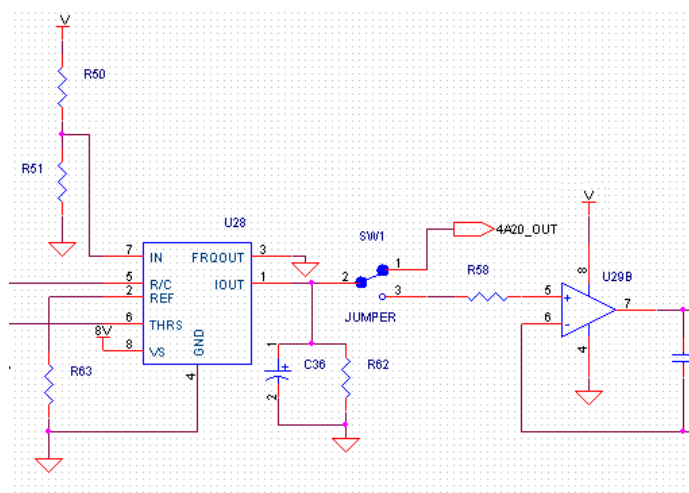 V
R50
R51
U28
7 IN FRQOUT 3
5 R/C IOUT 1
2 REF
6 THRS
8V
8 VS GND 4
R63
SW1
2 1 4A20_OUT
3
JUMPER
R58
1 C36 R62
2
V
8 U29B
5 + 7
6 -
4